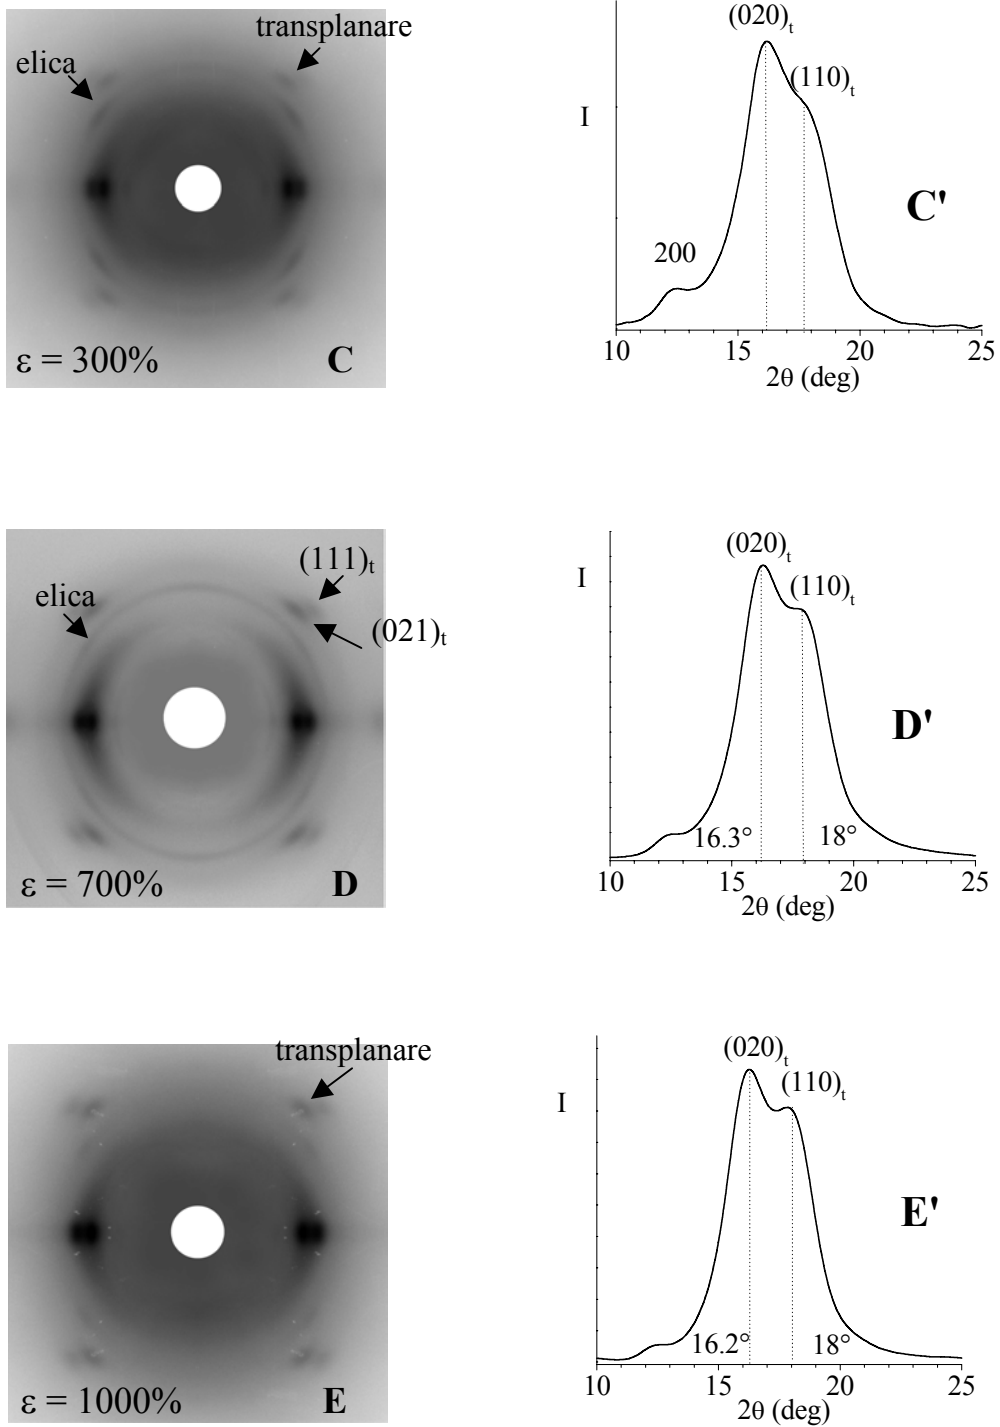 transplanare
elica
ε = 300%
C
(020)t
(110)t
I
C'
200
10 15 20 25
2θ (deg)
(111)t
elica
(021)t
ε = 700%
D
(020)t
(110)t
I
D'
16.3° 18°
10 15 20 25
2θ (deg)
transplanare
ε = 1000%
E
(020)t
(110)t
I
E'
16.2° 18°
10 15 20 25
2θ (deg)